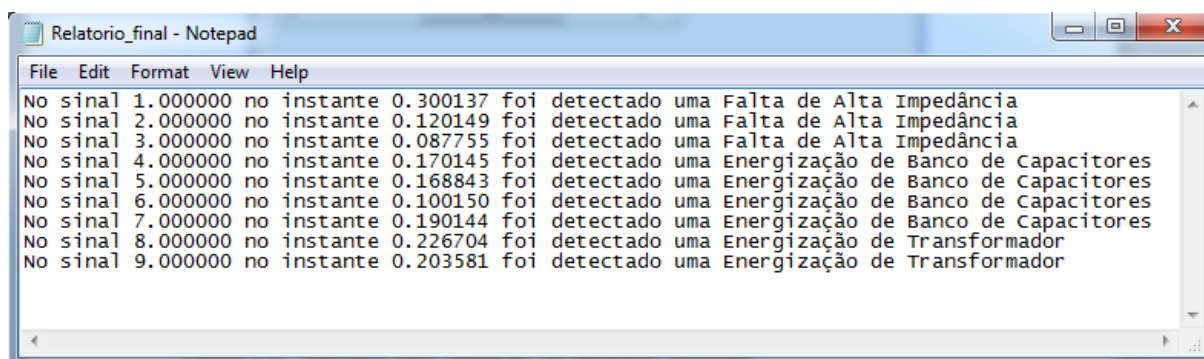 Relatorio_final - Notepad
File Edit Format View Help
No sinal 1.000000 no instante 0.300137 foi detectado uma Falta de Alta Impedância
No sinal 2.000000 no instante 0.120149 foi detectado uma Falta de Alta Impedância
No sinal 3.000000 no instante 0.087755 foi detectado uma Falta de Alta Impedância
No sinal 4.000000 no instante 0.170145 foi detectado uma Energização de Banco de Capacitores
No sinal 5.000000 no instante 0.168843 foi detectado uma Energização de Banco de Capacitores
No sinal 6.000000 no instante 0.100150 foi detectado uma Energização de Banco de Capacitores
No sinal 7.000000 no instante 0.190144 foi detectado uma Energização de Banco de Capacitores
No sinal 8.000000 no instante 0.226704 foi detectado uma Energização de Transformador
No sinal 9.000000 no instante 0.203581 foi detectado uma Energização de Transformador